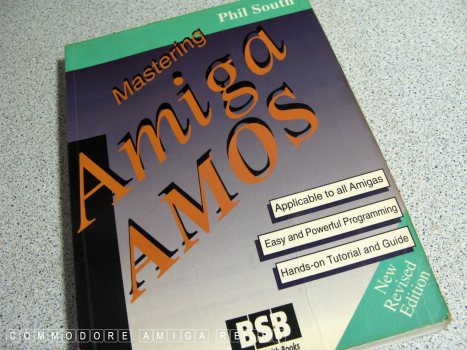 Phil South
Mastering
Amiga
AMOS
Applicable to all Amigas
Easy and Powerful Programming
Hands-on Tutorial and Guide
New
Revised
Edition
BSB
Books
COMMODORE AMIGA